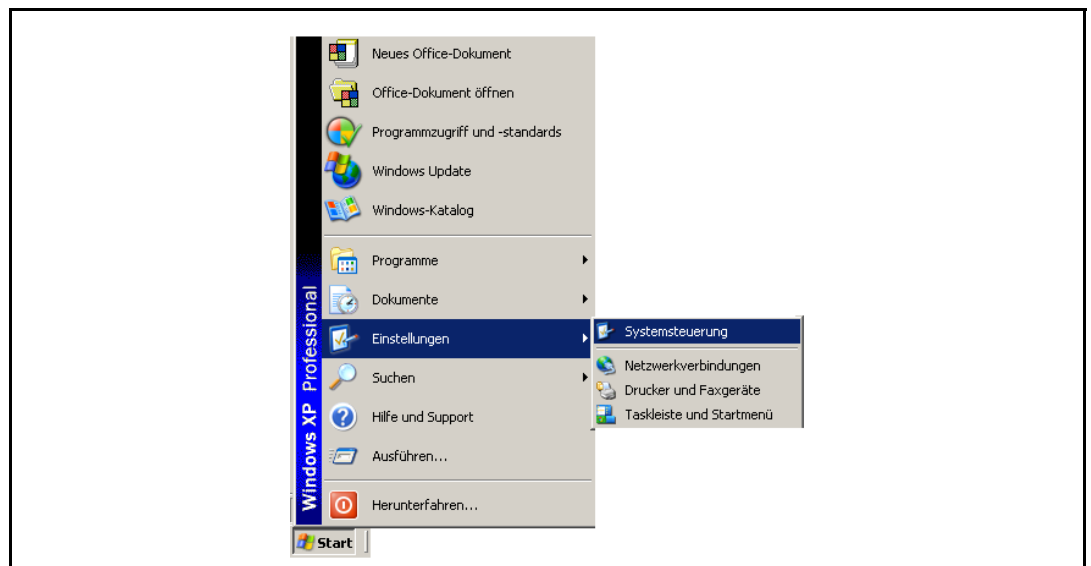 Neues Office-Dokument
Office-Dokument öffnen
Programmzugriff und -standards
Windows Update
Windows-Katalog
Programme
Dokumente
Einstellungen
Suchen
Hilfe und Support
Ausführen...
Herunterfahren...
Systemsteuerung
Netzwerkverbindungen
Drucker und Faxgeräte
Taskleiste und Startmenü
Windows XP Professional
Start